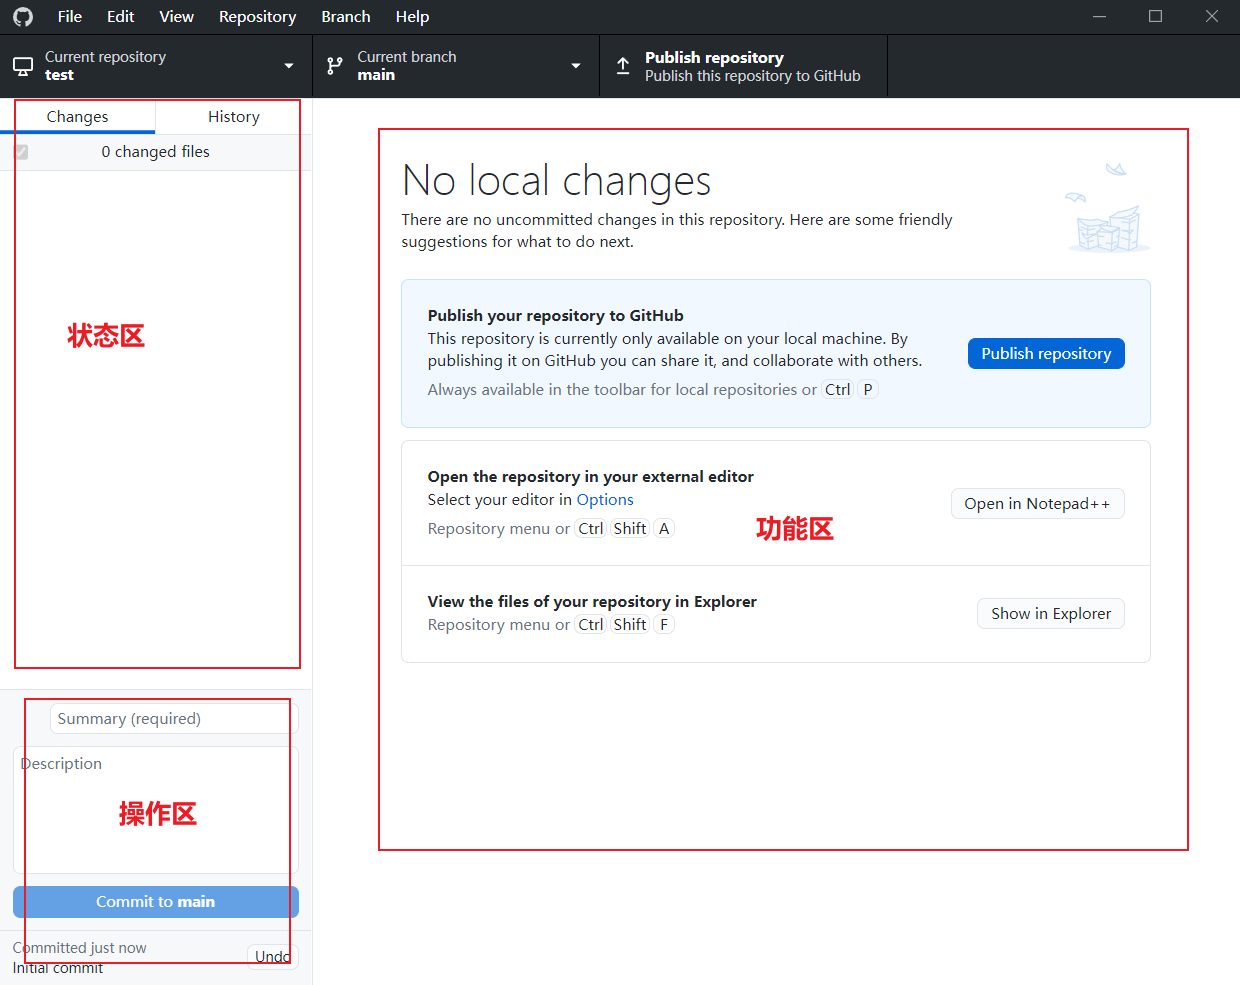 File Edit View Repository Branch Help
Current repository
test
Current branch
main
Publish repository
Publish this repository to GitHub
Changes
History
0 changed files
状态区
Summary (required)
Description
操作区
Commit to main
Committed just now
Initial commit
Undo
No local changes
There are no uncommitted changes in this repository. Here are some friendly
suggestions for what to do next.
Publish your repository to GitHub
This repository is currently only available on your local machine. By
publishing it on GitHub you can share it, and collaborate with others.
Always available in the toolbar for local repositories or Ctrl P
Publish repository
Open the repository in your external editor
Select your editor in Options
Repository menu or Ctrl Shift A
Open in Notepad++
功能区
View the files of your repository in Explorer
Repository menu or Ctrl Shift F
Show in Explorer